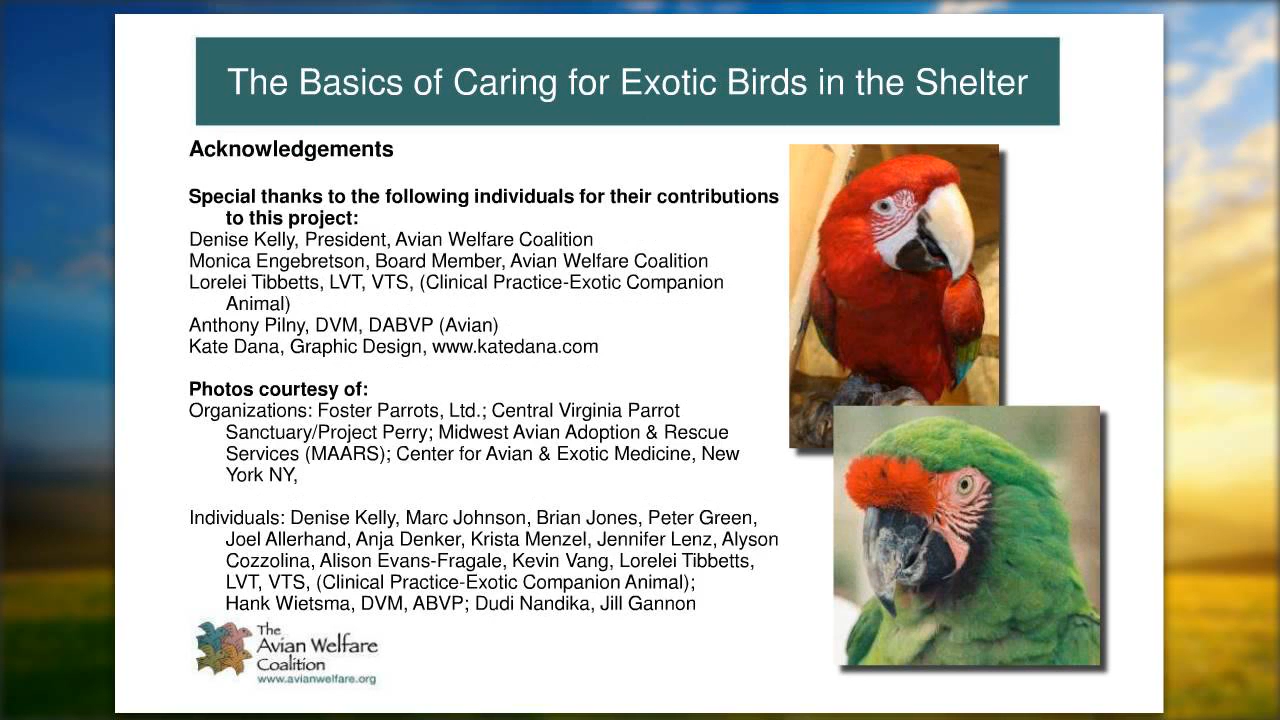 The Basics of Caring for Exotic Birds in the Shelter
Acknowledgements
Special thanks to the following individuals for their contributions
to this project:
Denise Kelly, President, Avian Welfare Coalition
Monica Engebretson, Board Member, Avian Welfare Coalition
Lorelei Tibbetts, LVT, VTS, (Clinical Practice-Exotic Companion
Animal)
Anthony Pilny, DVM, DABVP (Avian)
Kate Dana, Graphic Design, www.katedana.com
Photos courtesy of:
Organizations: Foster Parrots, Ltd.; Central Virginia Parrot
Sanctuary/Project Perry; Midwest Avian Adoption & Rescue
Services (MAARS); Center for Avian & Exotic Medicine, New
York NY,
Individuals: Denise Kelly, Marc Johnson, Brian Jones, Peter Green,
Joel Allerhand, Anja Denker, Krista Menzel, Jennifer Lenz, Alyson
Cozzolina, Alison Evans-Fragale, Kevin Vang, Lorelei Tibbetts,
LVT, VTS, (Clinical Practice-Exotic Companion Animal);
Hank Wietsma, DVM, ABVP; Dudi Nandika, Jill Gannon
The
Avian Welfare
Coalition
www.avianwelfare.org